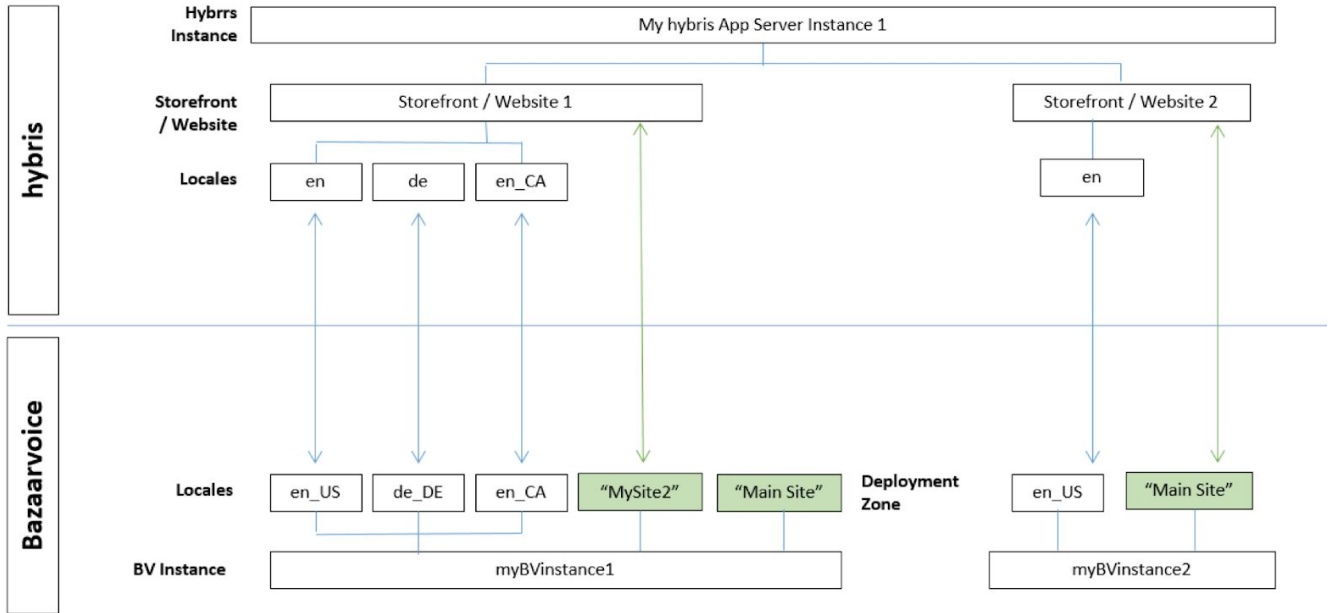 hybris
Hybrrs
Instance
My hybris App Server Instance 1
Storefront
/ Website
Storefront / Website 1
Storefront / Website 2
Locales
en
de
en_CA
en
Bazaarvoice
Locales
en_US
de_DE
en_CA
“MySite2”
“Main Site”
Deployment
Zone
en_US
“Main Site”
BV Instance
myBVinstance1
myBVinstance2